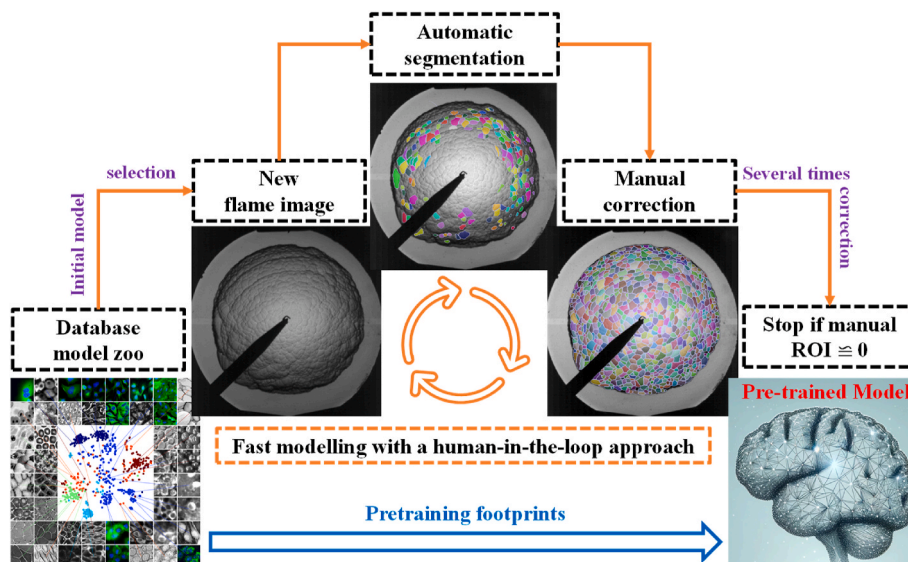 Automatic
segmentation
selection
New
flame image
Manual
correction
Several times
correction
Initial model
Database
model zoo
Stop if manual
ROI ≌ 0
Pre-trained Model
Fast modelling with a human-in-the-loop approach
Pretraining footprints